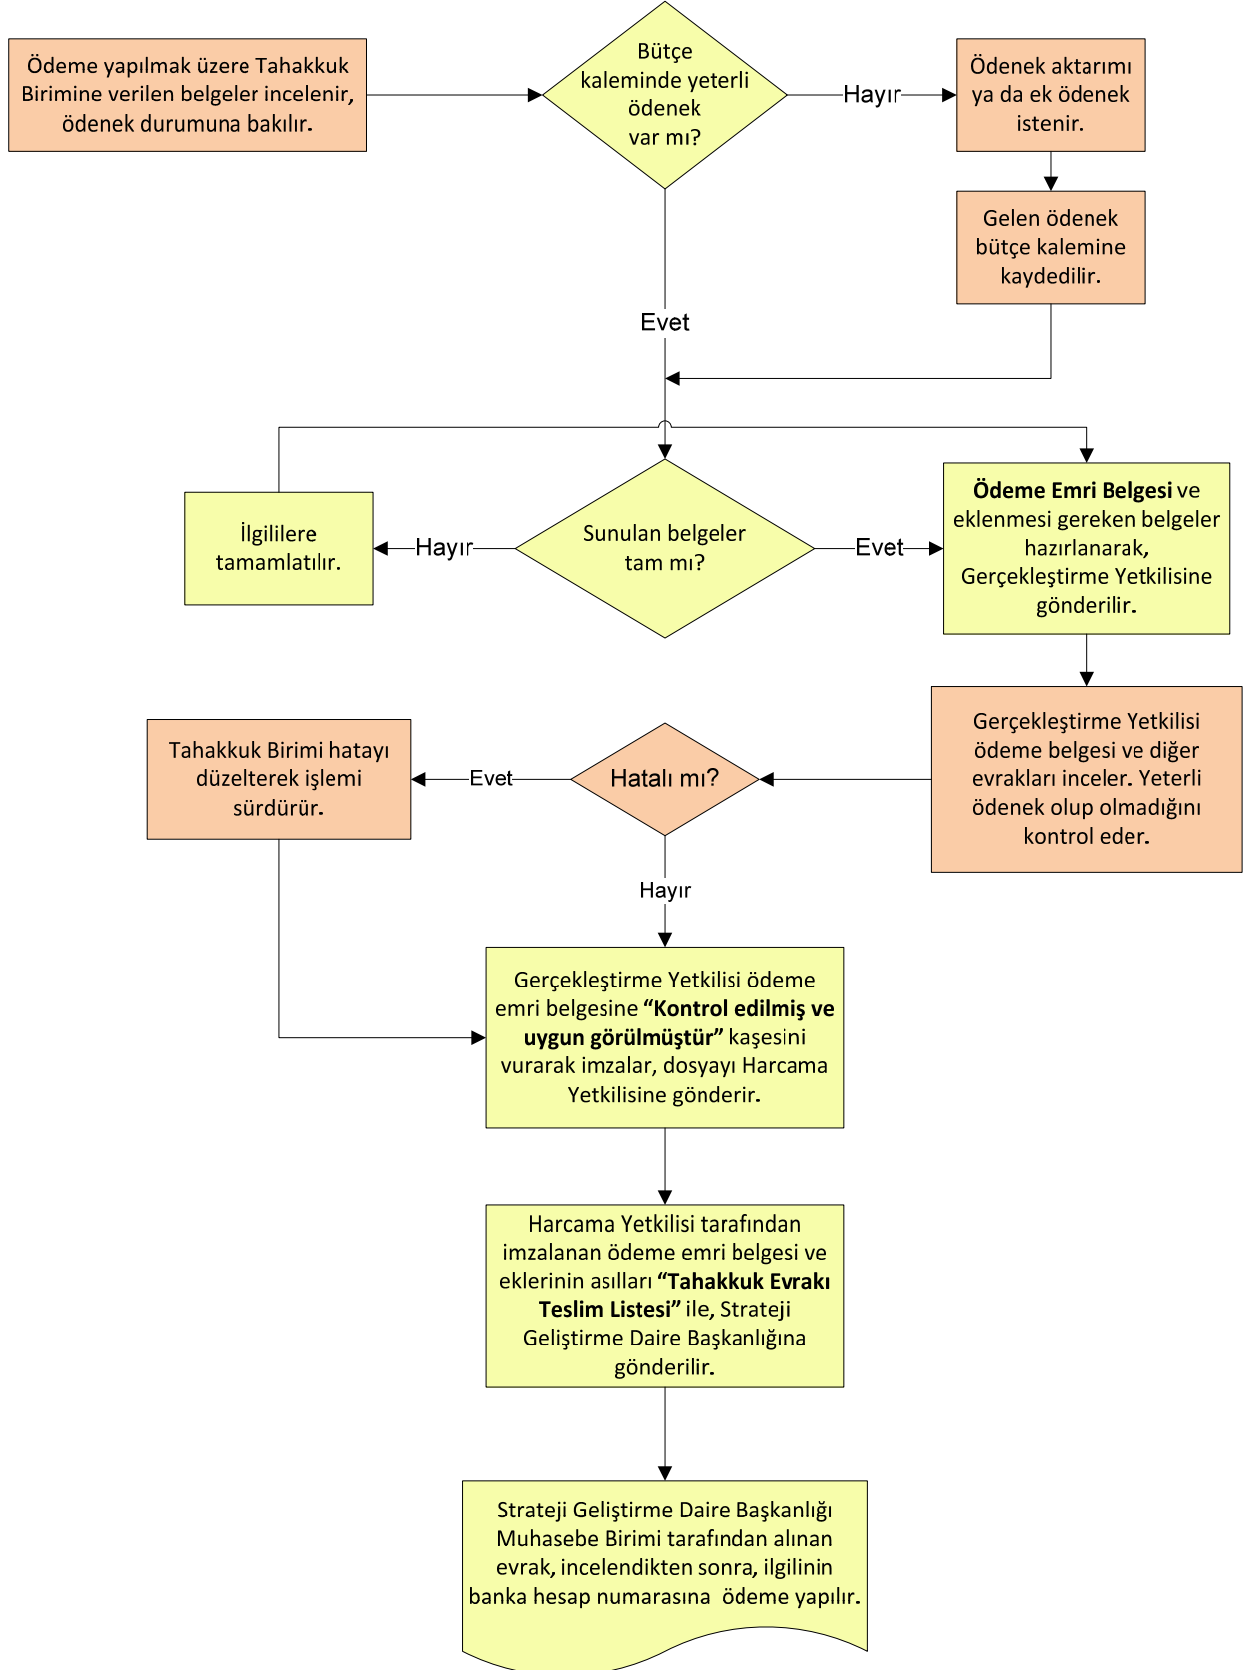 Ödeme yapılmak üzere Tahakkuk
Birimine verilen belgeler incelenir,
ödenek durumuna bakılır.
Bütçe
kaleminde yeterli
ödenek
var mı?
Hayır
Ödenek aktarımı
ya da ek ödenek
istenir.
Gelen ödenek
bütçe kalemine
kaydedilir.
Evet
İlgililere
tamamlatılır.
Hayır
Sunulan belgeler
tam mı?
Evet
Ödeme Emri Belgesi ve
eklenmesi gereken belgeler
hazırlanarak,
Gerçekleştirme Yetkilisine
gönderilir.
Gerçekleştirme Yetkilisi
ödeme belgesi ve diğer
evrakları inceler. Yeterli
ödenek olup olmadığını
kontrol eder.
Hatalı mı?
Evet
Tahakkuk Birimi hatayı
düzelterek işlemi
sürdürür.
Hayır
Gerçekleştirme Yetkilisi ödeme
emri belgesine “Kontrol edilmiş ve
uygun görülmüştür” kaşesini
vurarak imzalar, dosyayı Harcama
Yetkilisine gönderir.
Harcama Yetkilisi tarafından
imzalanan ödeme emri belgesi ve
eklerinin asılları “Tahakkuk Evrakı
Teslim Listesi” ile, Strateji
Geliştirme Daire Başkanlığına
gönderilir.
Strateji Geliştirme Daire Başkanlığı
Muhasebe Birimi tarafından alınan
evrak, incelendikten sonra, ilgilinin
banka hesap numarasına ödeme yapılır.